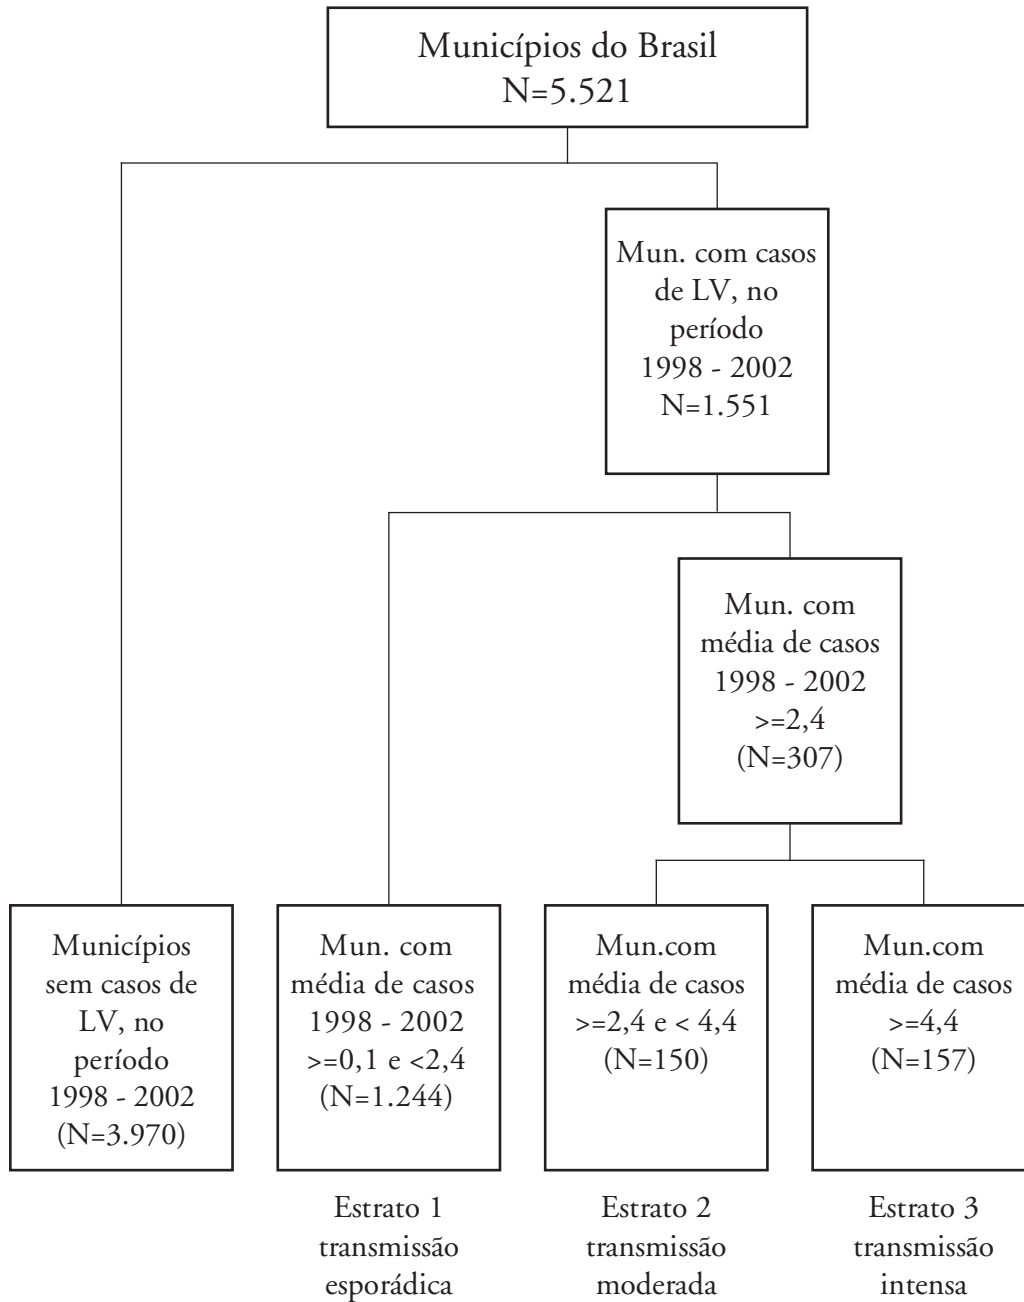 Municípios do Brasil
N=5.521
Mun. com casos
de LV, no
período
1998 - 2002
N=1.551
Mun. com
média de casos
1998 - 2002
>=2,4
(N=307)
Municípios
sem casos de
LV, no
período
1998 - 2002
(N=3.970)
Mun. com
média de casos
1998 - 2002
>=0,1 e <2,4
(N=1.244)
Mun.com
média de casos
>=2,4 e < 4,4
(N=150)
Mun.com
média de casos
>=4,4
(N=157)
Estrato 1
transmissão
esporádica
Estrato 2
transmissão
moderada
Estrato 3
transmissão
intensa